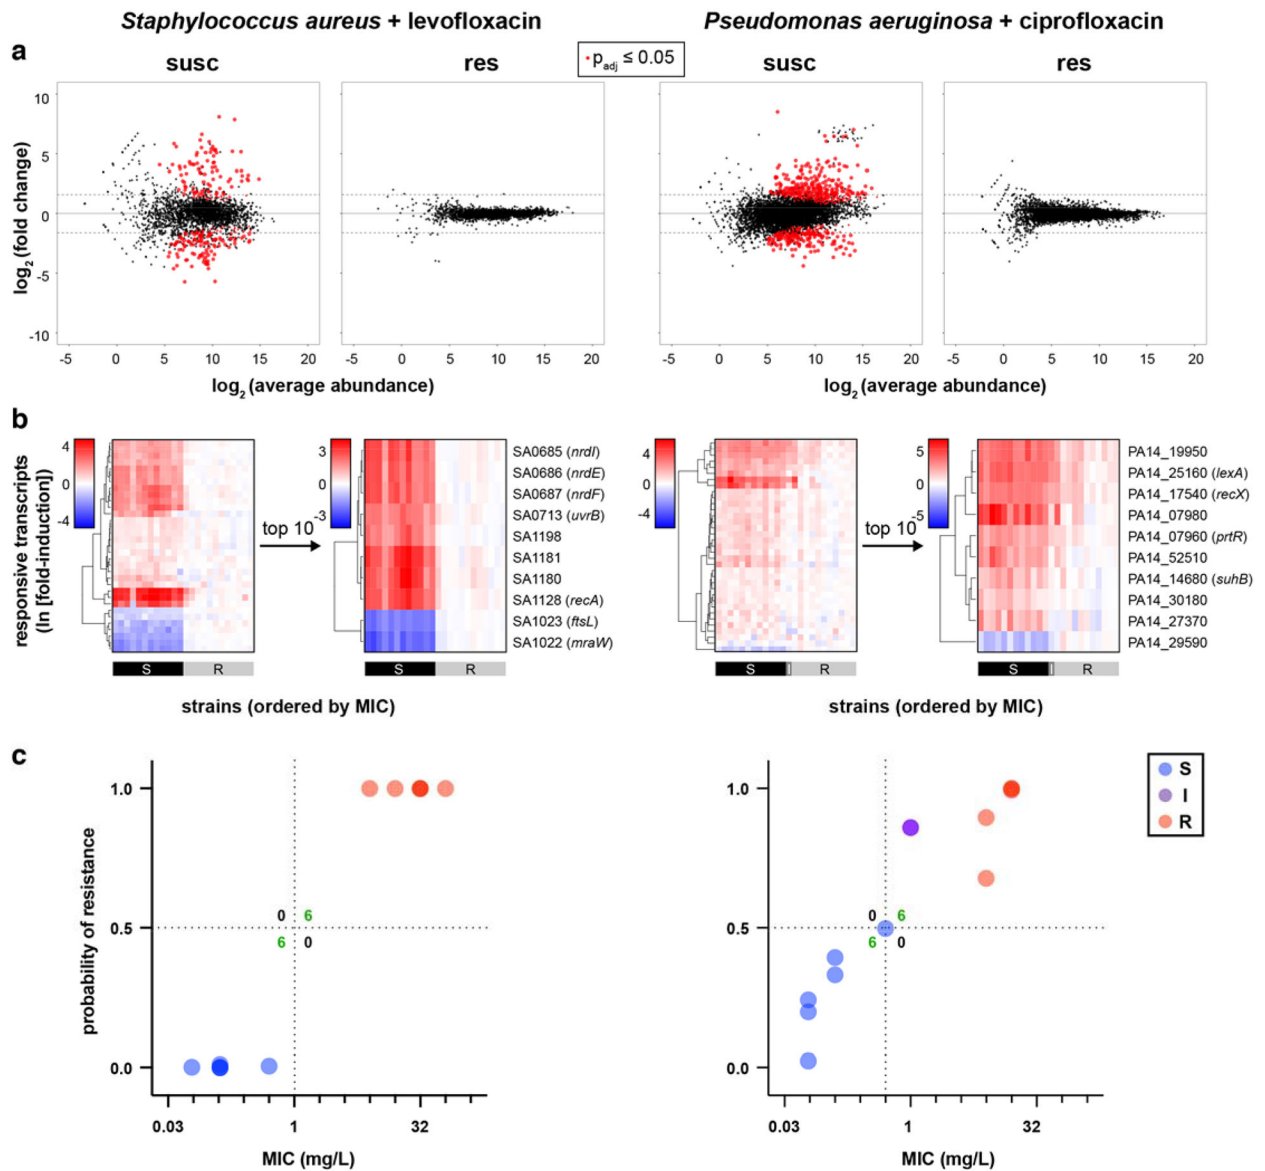 Staphylococcus aureus + levofloxacin
Pseudomonas aeruginosa + ciprofloxacin
a
susc
res
• padj ≤ 0.05
susc
res
log2 (fold change)
10
5
0
-5
-10
-5 0 5 10 15 20
-5 0 5 10 15 20
-5 0 5 10 15 20
-5 0 5 10 15 20
log2 (average abundance)
log2 (average abundance)
b
responsive transcripts
(ln [fold-induction])
4
0
-4
top 10
3
0
-3
SA0685 (nrdI)
SA0686 (nrdE)
SA0687 (nrdF)
SA0713 (uvrB)
SA1198
SA1181
SA1180
SA1128 (recA)
SA1023 (ftsL)
SA1022 (mraW)
S R
S R
strains (ordered by MIC)
4
0
-4
top 10
5
0
-5
PA14_19950
PA14_25160 (lexA)
PA14_17540 (recX)
PA14_07980
PA14_07960 (prtR)
PA14_52510
PA14_14680 (suhB)
PA14_30180
PA14_27370
PA14_29590
S I R
S I R
strains (ordered by MIC)
c
probability of resistance
1.0
0.5
0.0
0 6
6 0
0.03 1 32
MIC (mg/L)
1.0
0.5
0.0
0 6
6 0
0.03 1 32
MIC (mg/L)
S
I
R